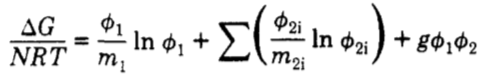 ΔG/NRT = ϕ₁/m₁ ln ϕ₁ + ∑(ϕ₂ᵢ/m₂ᵢ ln ϕ₂ᵢ) + gϕ₁ϕ₂